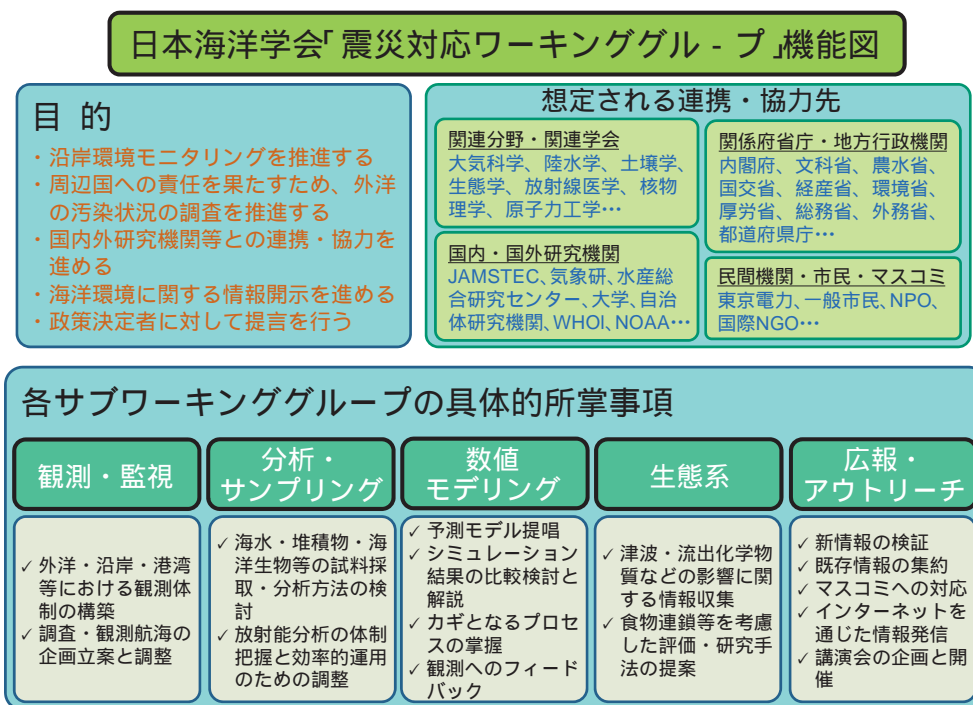 日本海洋学会「震災対応ワーキンググル‐プ」機能図
目 的
・沿岸環境モニタリングを推進する
・周辺国への責任を果たすため、外洋
の汚染状況の調査を推進する
・国内外研究機関等との連携・協力を
進める
・海洋環境に関する情報開示を進める
・政策決定者に対して提言を行う
想定される連携・協力先
関連分野・関連学会
大気科学、陸水学、土壌学、
生態学、放射線医学、核物
理学、原子力工学…
国内・国外研究機関
JAMSTEC、気象研、水産総
合研究センター、大学、自治
体研究機関、WHOI、NOAA…
関係府省庁・地方行政機関
内閣府、文科省、農水省、
国交省、経産省、環境省、
厚労省、総務省、外務省、
都道府県庁…
民間機関・市民・マスコミ
東京電力、一般市民、NPO、
国際NGO…
各サブワーキンググループの具体的所掌事項
観測・監視
✓ 外洋・沿岸・港湾
等における観測体
制の構築
✓ 調査・観測航海の
企画立案と調整
分析・
サンプリング
✓ 海水・堆積物・海
洋生物等の試料採
取・分析方法の検
討
✓ 放射能分析の体制
把握と効率的運用
のための調整
数値
モデリング
✓ 予測モデル提唱
✓ シミュレーション
結果の比較検討と
解説
✓ カギとなるプロセ
スの掌握
✓ 観測へのフィード
バック
生態系
✓ 津波・流出化学物
質などの影響に関
する情報収集
✓ 食物連鎖等を考慮
した評価・研究手
法の提案
広報・
アウトリーチ
✓ 新情報の検証
✓ 既存情報の集約
✓ マスコミへの対応
✓ インターネットを
通じた情報発信
✓ 講演会の企画と開
催